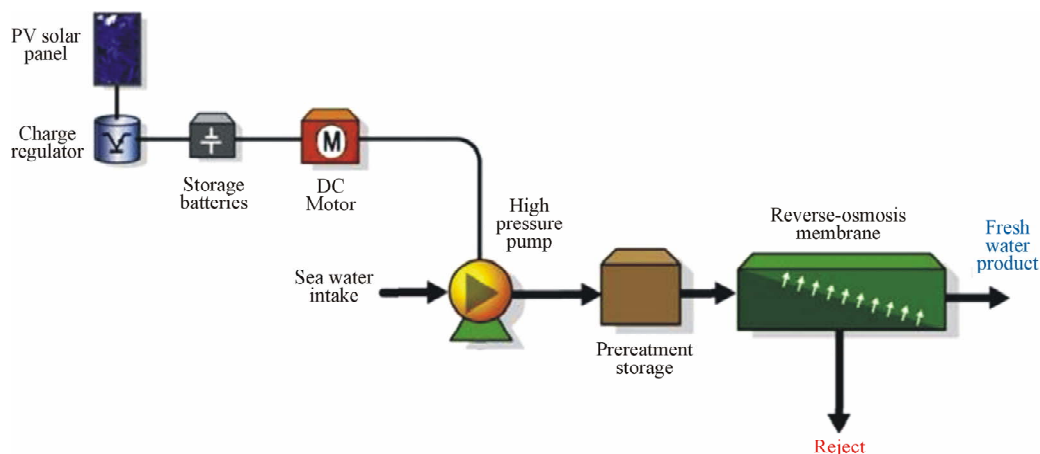 PV solar
panel
Charge
regulator
Storage
batteries
M
DC
Motor
High
pressure
pump
Sea water
intake
Prereatment
storage
Reverse-osmosis
membrane
Fresh
water
product
Reject